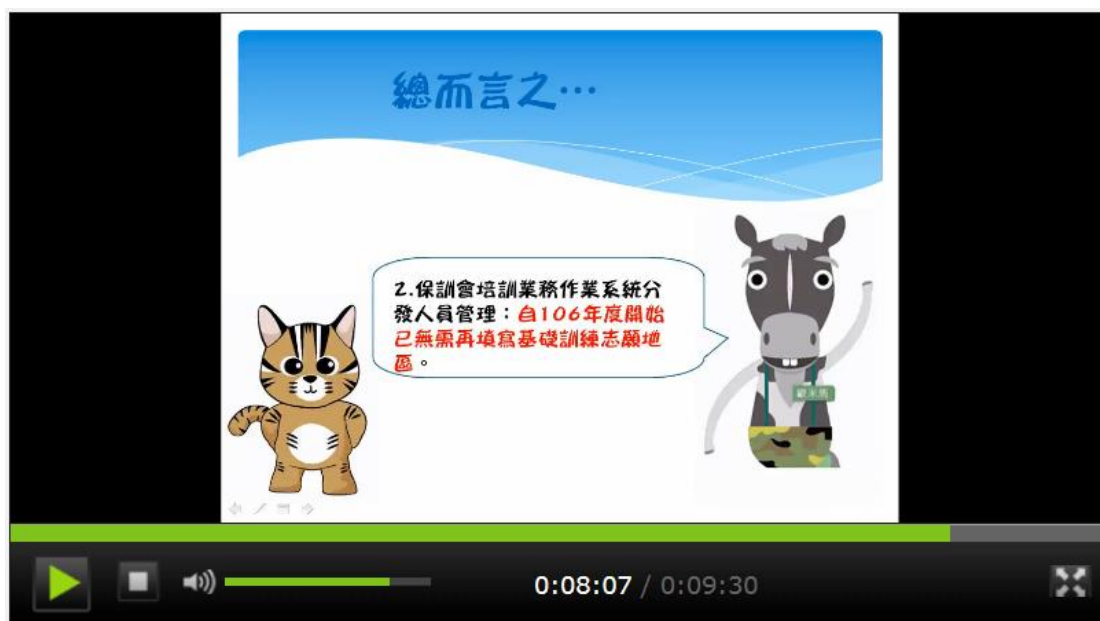 總而言之…
2.保訓會培訓業務作業系統分
發人員管理：自106年度開始
已無需再填寫基礎訓練志願地
區。
0:08:07 / 0:09:30